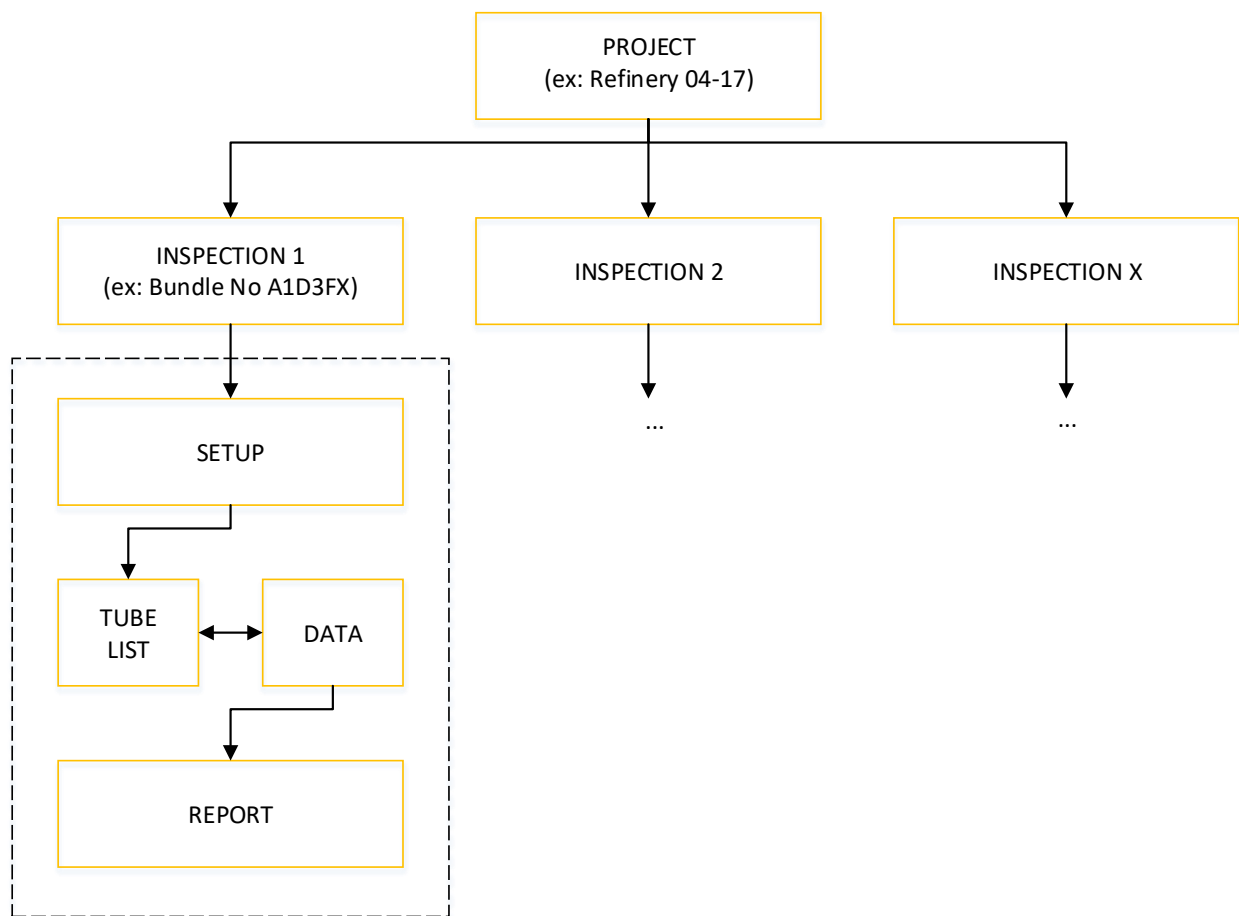 PROJECT
(ex: Refinery 04-17)
INSPECTION 1
(ex: Bundle No A1D3FX)
INSPECTION 2
INSPECTION X
...
...
SETUP
TUBE
LIST
DATA
REPORT